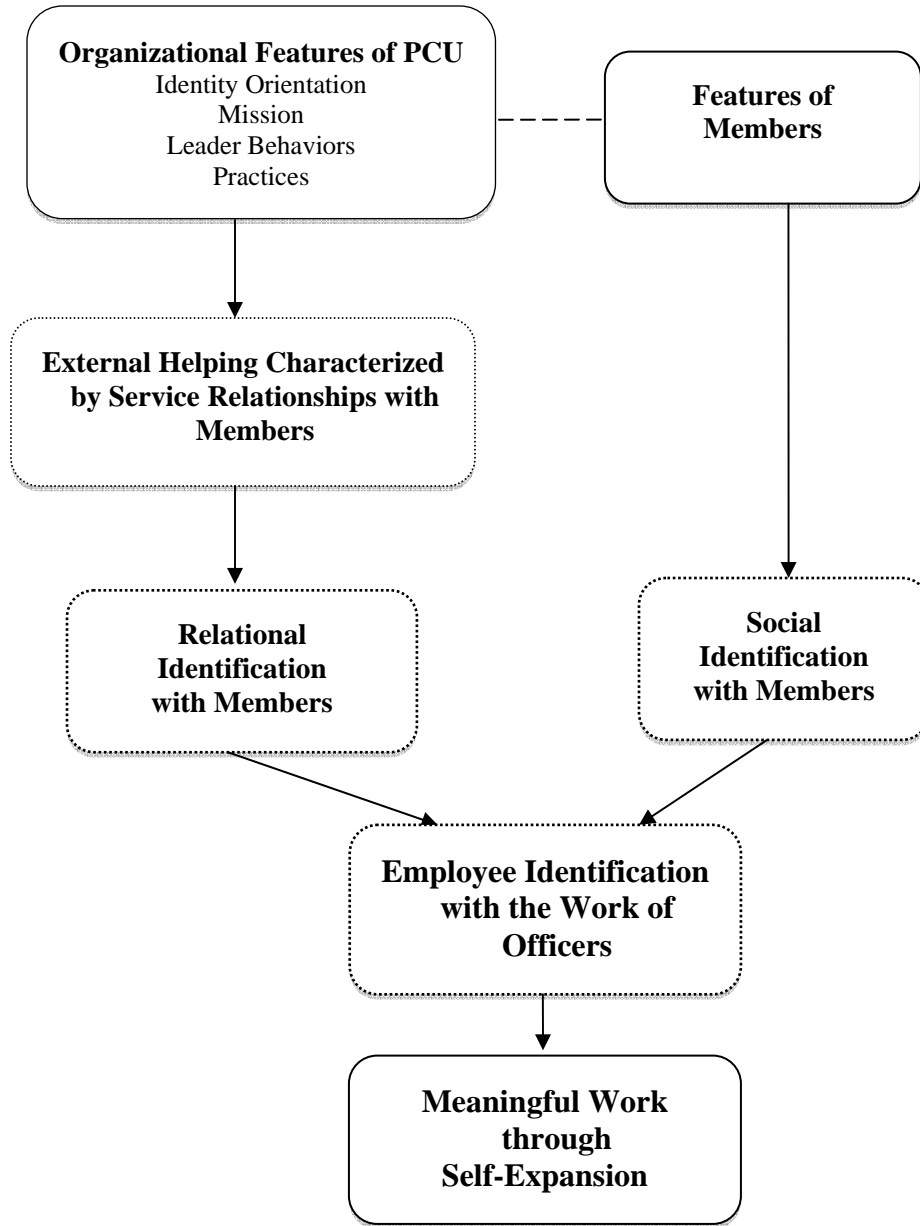 Organizational Features of PCU
Identity Orientation
Mission
Leader Behaviors
Practices
Features of
Members
External Helping Characterized
by Service Relationships with
Members
Relational
Identification
with Members
Social
Identification
with Members
Employee Identification
with the Work of
Officers
Meaningful Work
through
Self-Expansion